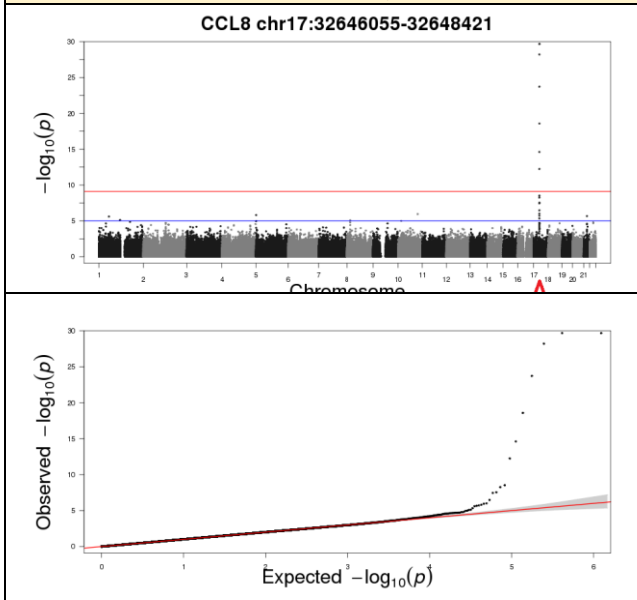 CCL8 chr17:32646055-32648421
−log10(p)
30
25
20
15
10
5
0
1 2 3 4 5 6 7 8 9 10 11 12 13 14 15 16 17 18 19 20 21
Chromosome
Observed −log10(p)
30
25
20
15
10
5
0
0 1 2 3 4 5 6
Expected −log10(p)